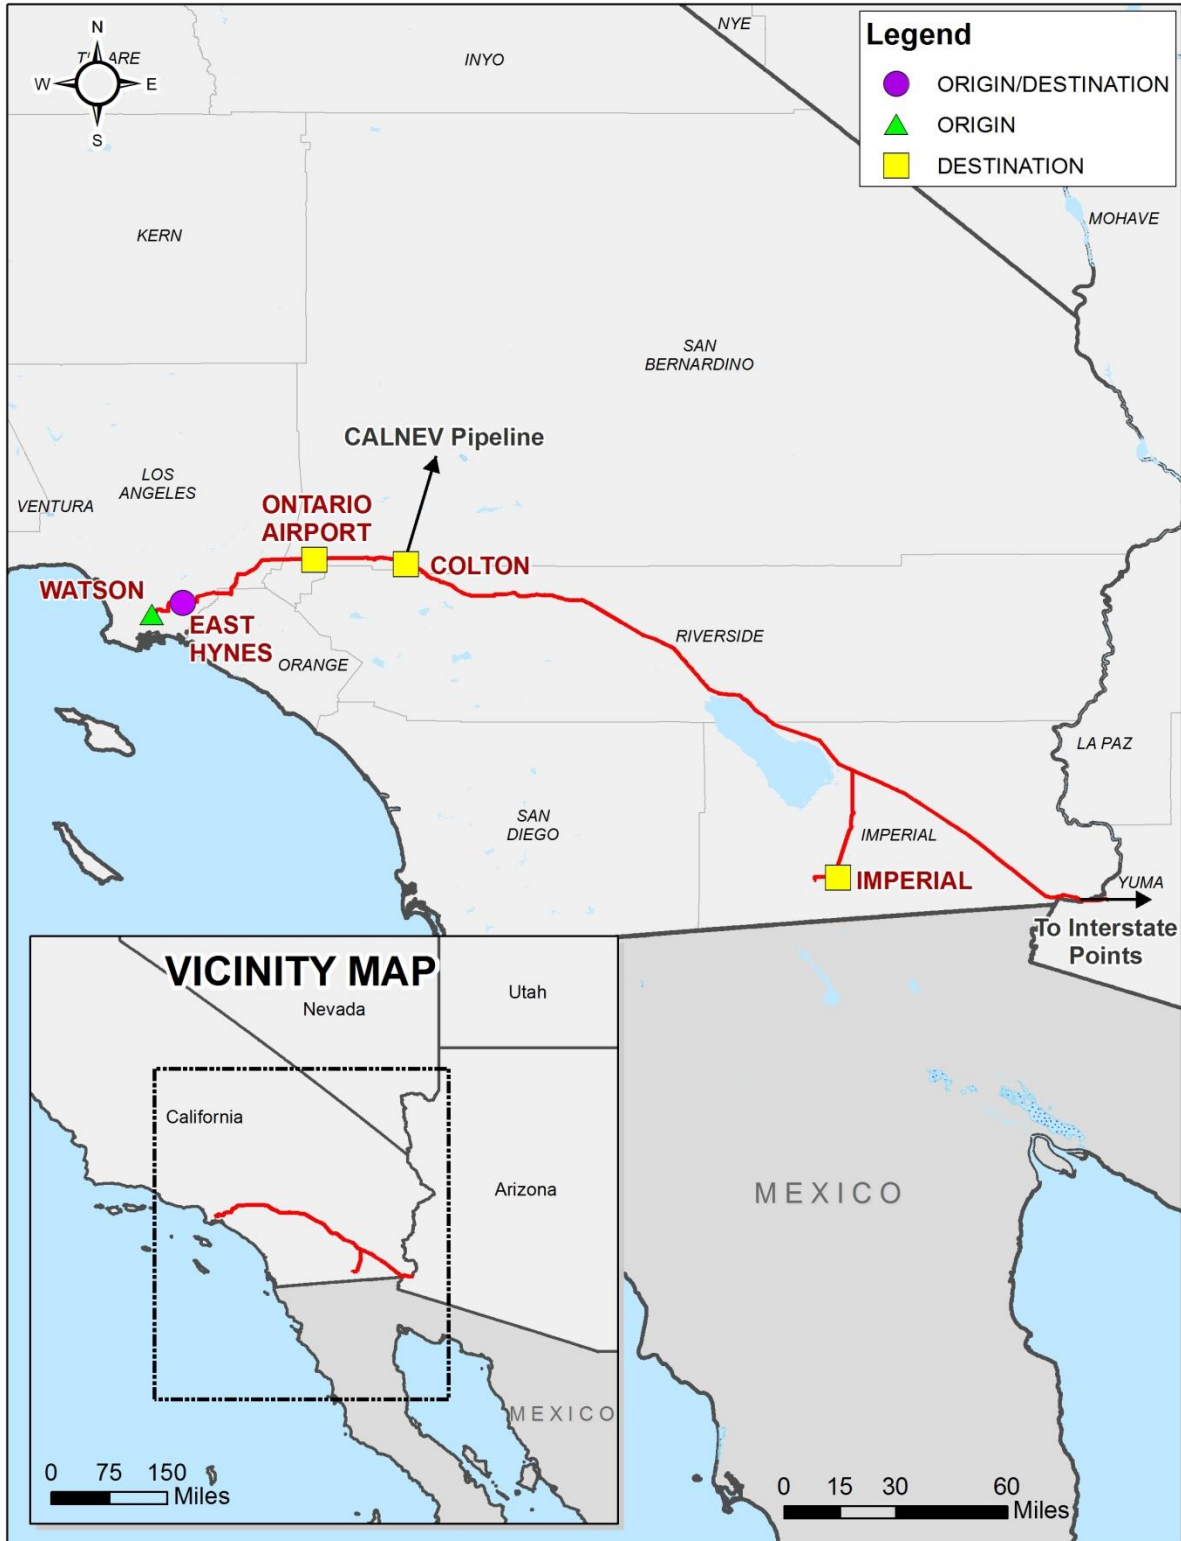 NYE
Legend
ORIGIN/DESTINATION
ORIGIN
DESTINATION
N
W
E
S
INYO
MOHAVE
KERN
SAN
BERNARDINO
CALNEV Pipeline
LOS
ANGELES
VENTURA
ONTARIO
AIRPORT
COLTON
WATSON
EAST
HYNES
ORANGE
RIVERSIDE
LA PAZ
SAN
DIEGO
IMPERIAL
IMPERIAL
YUMA
To Interstate
Points
VICINITY MAP
Utah
Nevada
California
Arizona
MEXICO
0 75 150
Miles
MEXICO
0 15 30 60
Miles